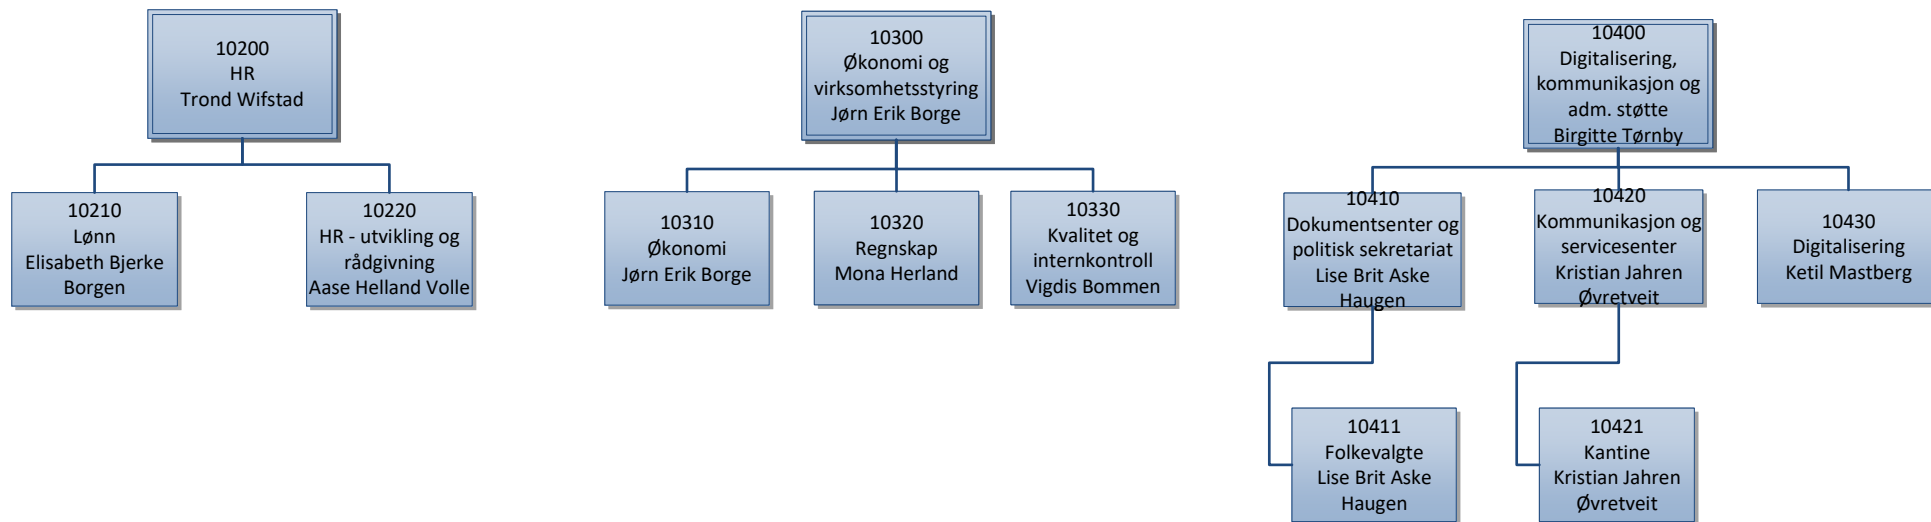 10200
HR
Trond Wifstad
10300
Økonomi og
virksomhetsstyring
Jørn Erik Borge
10400
Digitalisering,
kommunikasjon og
adm. støtte
Birgitte Tørnby
10210
Lønn
Elisabeth Bjerke
Borgen
10220
HR - utvikling og
rådgivning
Aase Helland Volle
10310
Økonomi
Jørn Erik Borge
10320
Regnskap
Mona Herland
10330
Kvalitet og
internkontroll
Vigdis Bommen
10410
Dokumentsenter og
politisk sekretariat
Lise Brit Aske
Haugen
10420
Kommunikasjon og
servicesenter
Kristian Jahren
Øvretveit
10430
Digitalisering
Ketil Mastberg
10411
Folkevalgte
Lise Brit Aske
Haugen
10421
Kantine
Kristian Jahren
Øvretveit